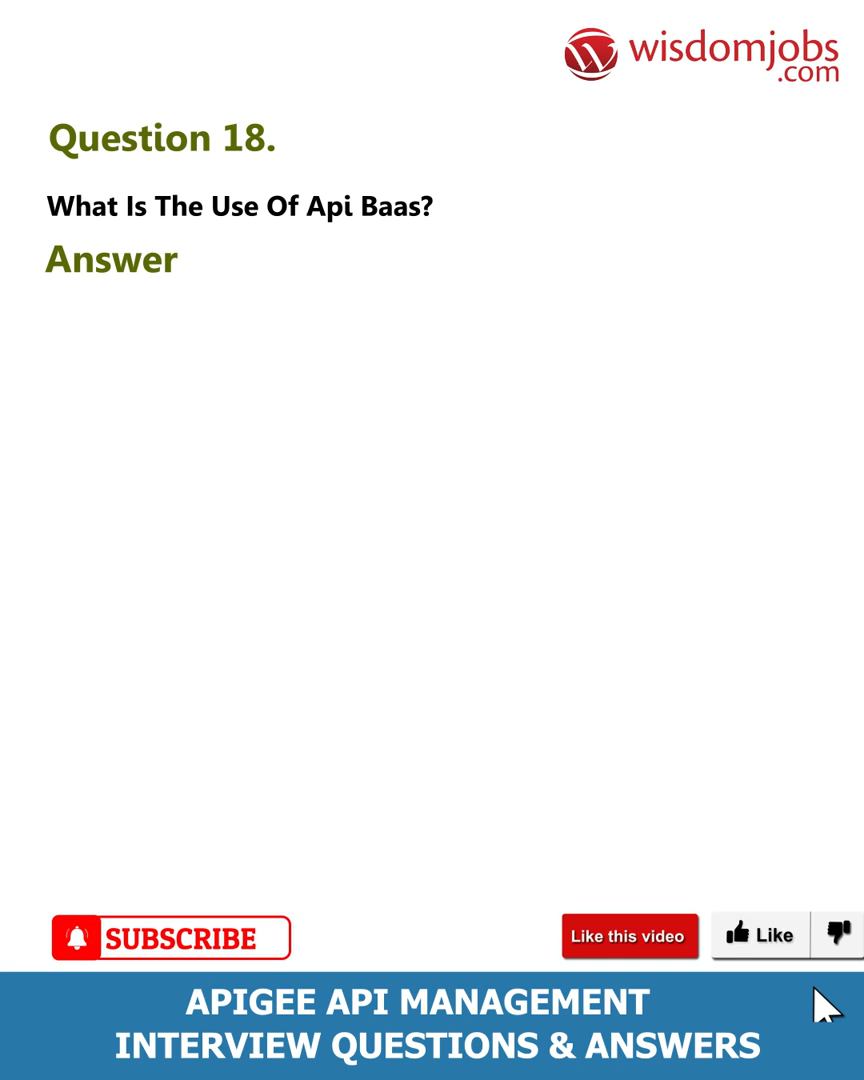 wisdomjobs
.com
Question 18.
What Is The Use Of Api Baas?
Answer
SUBSCRIBE
Like this video
Like
APIGEE API MANAGEMENT
INTERVIEW QUESTIONS & ANSWERS